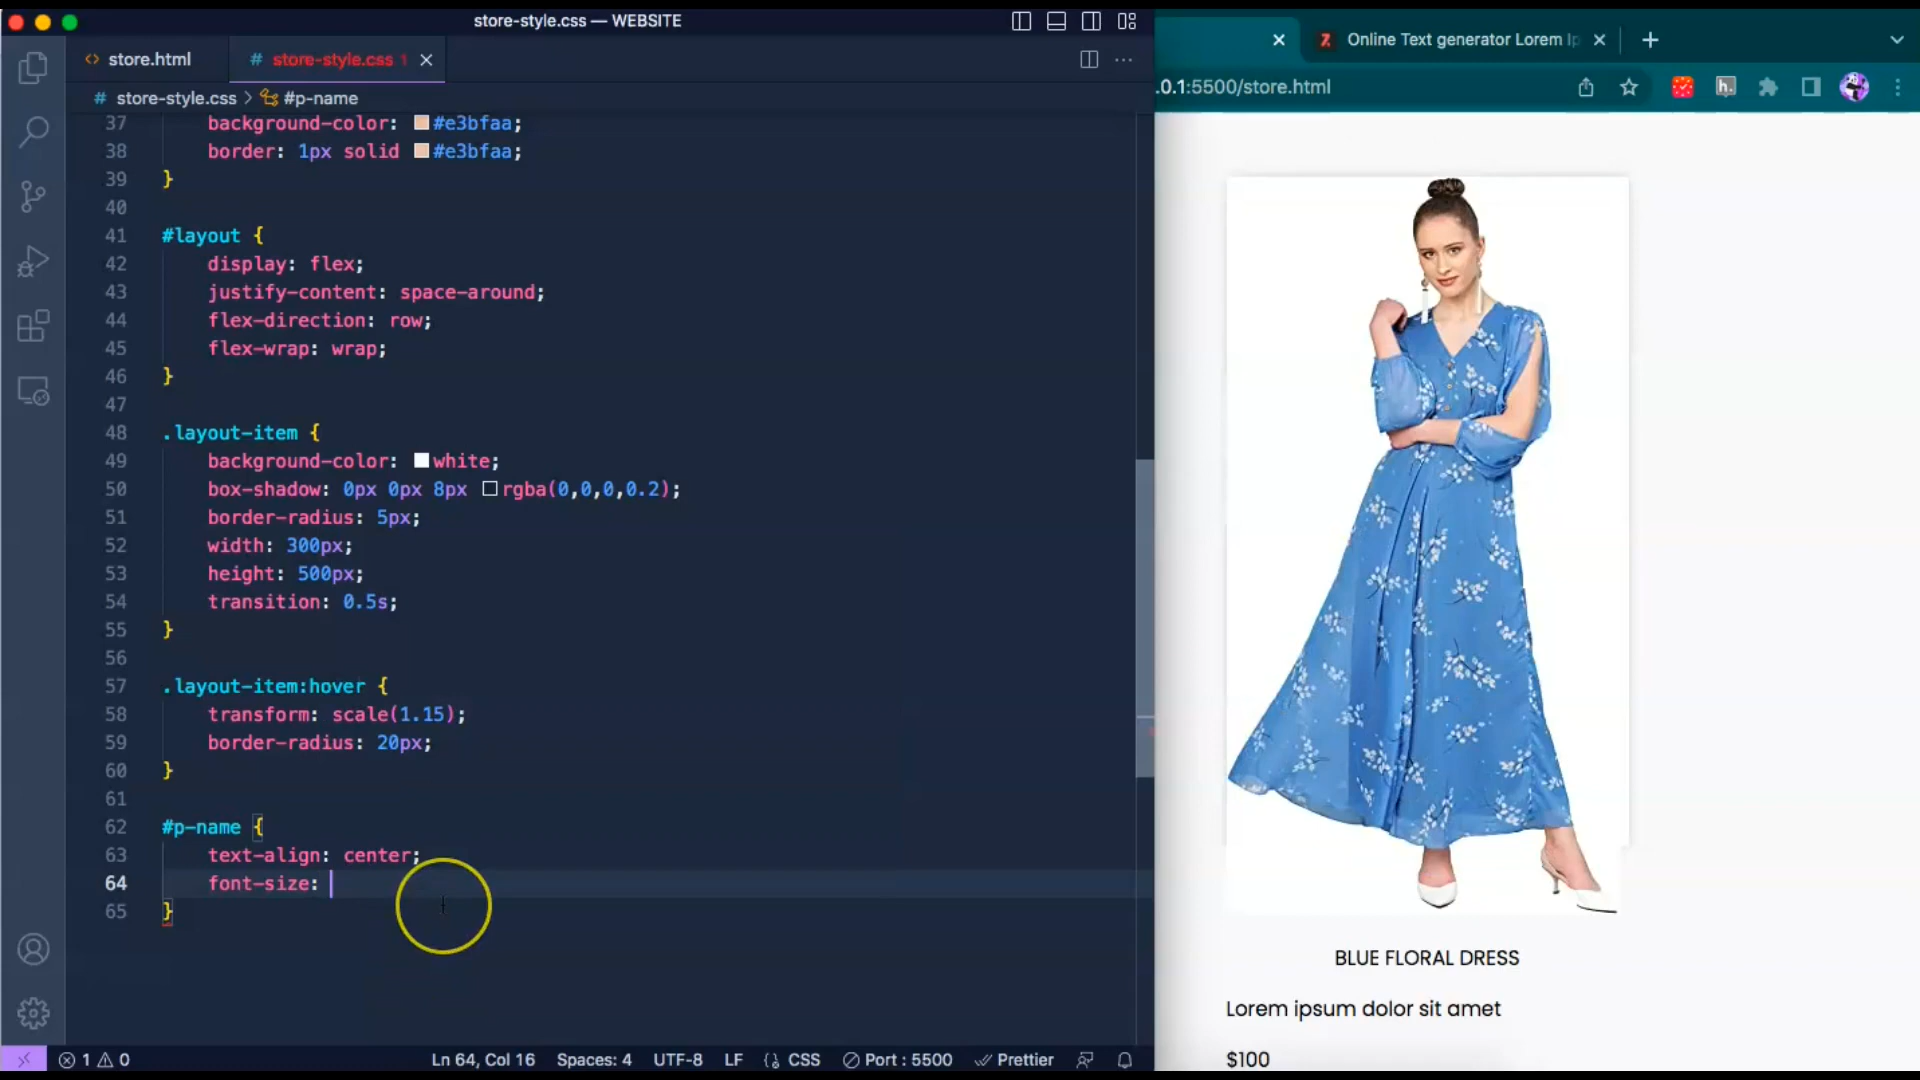 store-style.css — WEBSITE
store.html
# store-style.css 1
# store-style.css > #p-name
37 background-color: #e3bfaa;
38 border: 1px solid #e3bfaa;
39 }
40
41 #layout {
42 display: flex;
43 justify-content: space-around;
44 flex-direction: row;
45 flex-wrap: wrap;
46 }
47
48 .layout-item {
49 background-color: white;
50 box-shadow: 0px 0px 8px rgba(0,0,0,0.2);
51 border-radius: 5px;
52 width: 300px;
53 height: 500px;
54 transition: 0.5s;
55 }
56
57 .layout-item:hover {
58 transform: scale(1.15);
59 border-radius: 20px;
60 }
61
62 #p-name {
63 text-align: center;
64 font-size:
65 }
1 0
Ln 64, Col 16 Spaces: 4 UTF-8 LF {} CSS Port : 5500 Prettier
Online Text generator Lorem Ip
.0.1:5500/store.html
h.
BLUE FLORAL DRESS
Lorem ipsum dolor sit amet
$100